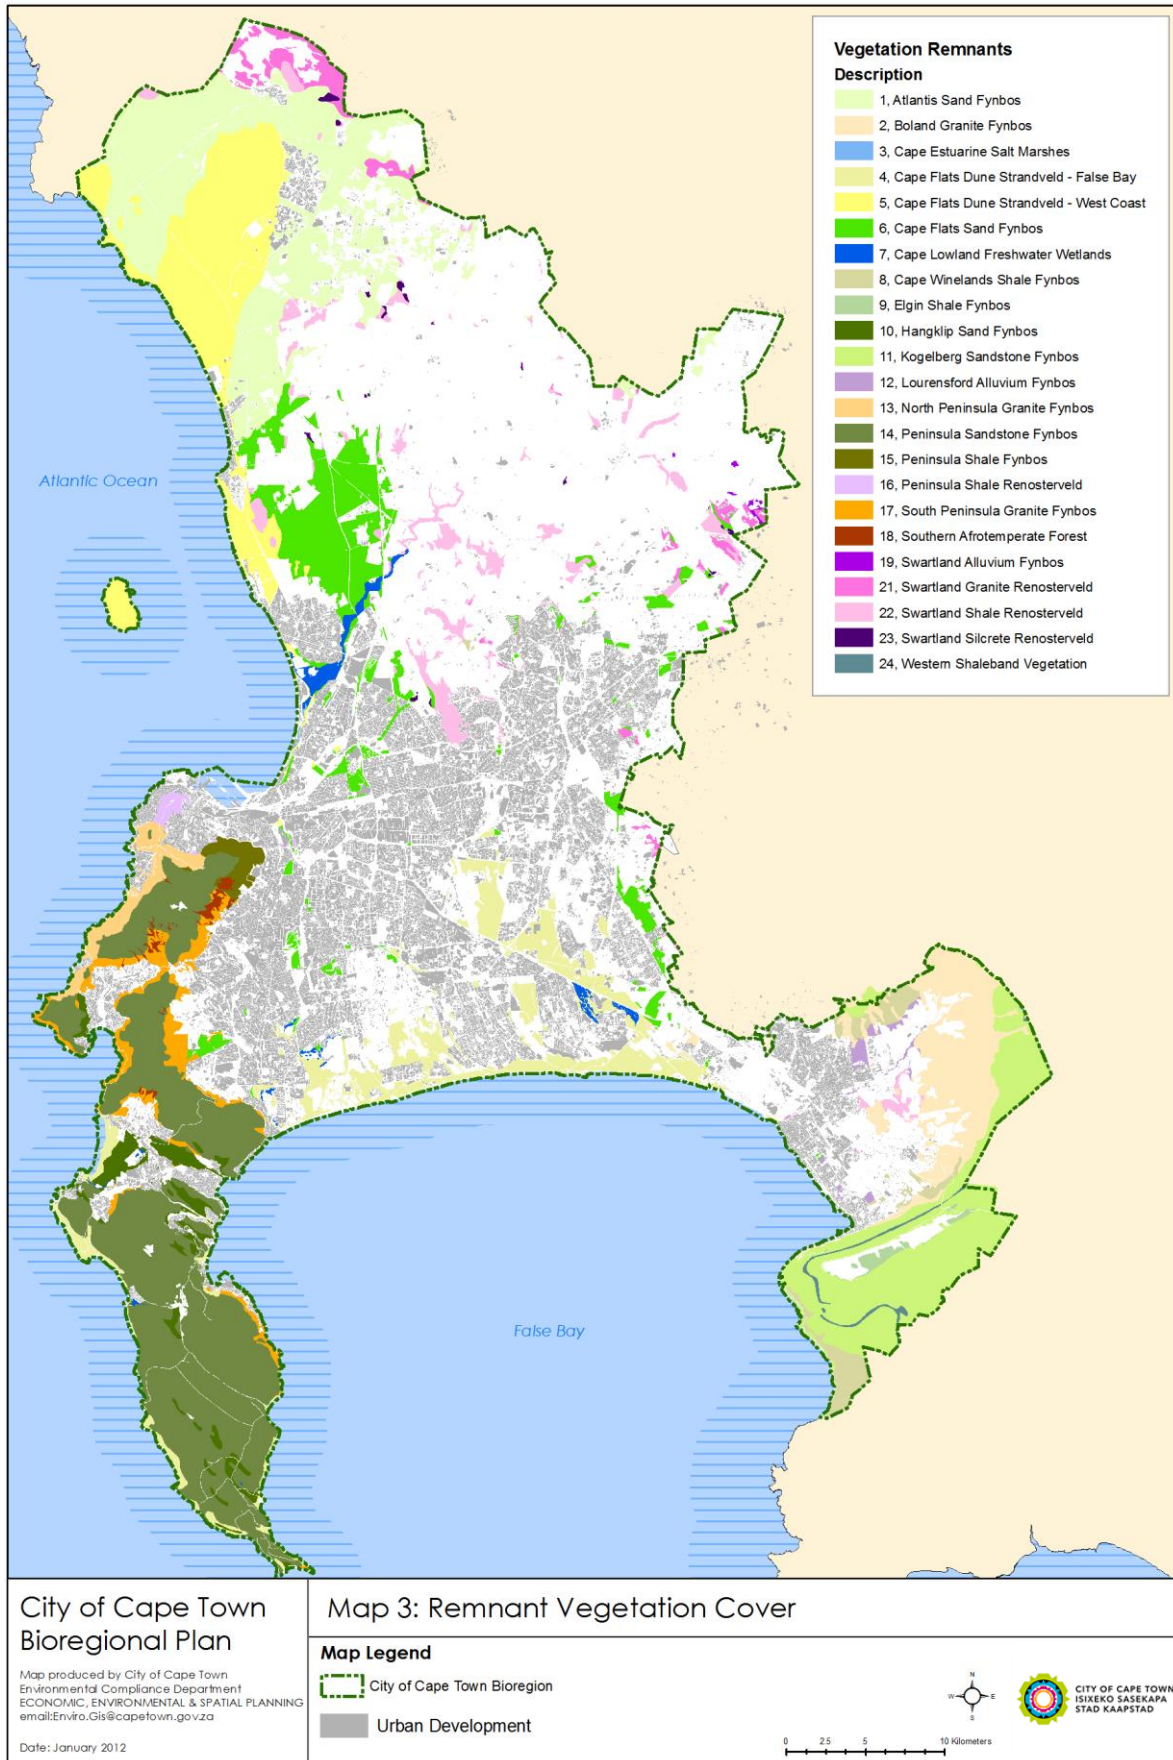 Vegetation Remnants
Description
1, Atlantis Sand Fynbos
2, Boland Granite Fynbos
3, Cape Estuarine Salt Marshes
4, Cape Flats Dune Strandveld - False Bay
5, Cape Flats Dune Strandveld - West Coast
6, Cape Flats Sand Fynbos
7, Cape Lowland Freshwater Wetlands
8, Cape Winelands Shale Fynbos
9, Elgin Shale Fynbos
10, Hangklip Sand Fynbos
11, Kogelberg Sandstone Fynbos
12, Lourensford Alluvium Fynbos
13, North Peninsula Granite Fynbos
14, Peninsula Sandstone Fynbos
15, Peninsula Shale Fynbos
16, Peninsula Shale Renosterveld
17, South Peninsula Granite Fynbos
18, Southern Afrotemperate Forest
19, Swartland Alluvium Fynbos
21, Swartland Granite Renosterveld
22, Swartland Shale Renosterveld
23, Swartland Silcrete Renosterveld
24, Western Shaleband Vegetation
Atlantic Ocean
False Bay
City of Cape Town
Bioregional Plan
Map produced by City of Cape Town
Environmental Compliance Department
ECONOMIC, ENVIRONMENTAL & SPATIAL PLANNING
email:Enviro.Gis@capetown.gov.za
Date: January 2012
Map 3: Remnant Vegetation Cover
Map Legend
City of Cape Town Bioregion
Urban Development
N
W E
S
CITY OF CAPE TOWN
ISIXEKO SASEKAPA
STAD KAAPSTAD
0 2.5 5 10 Kilometers